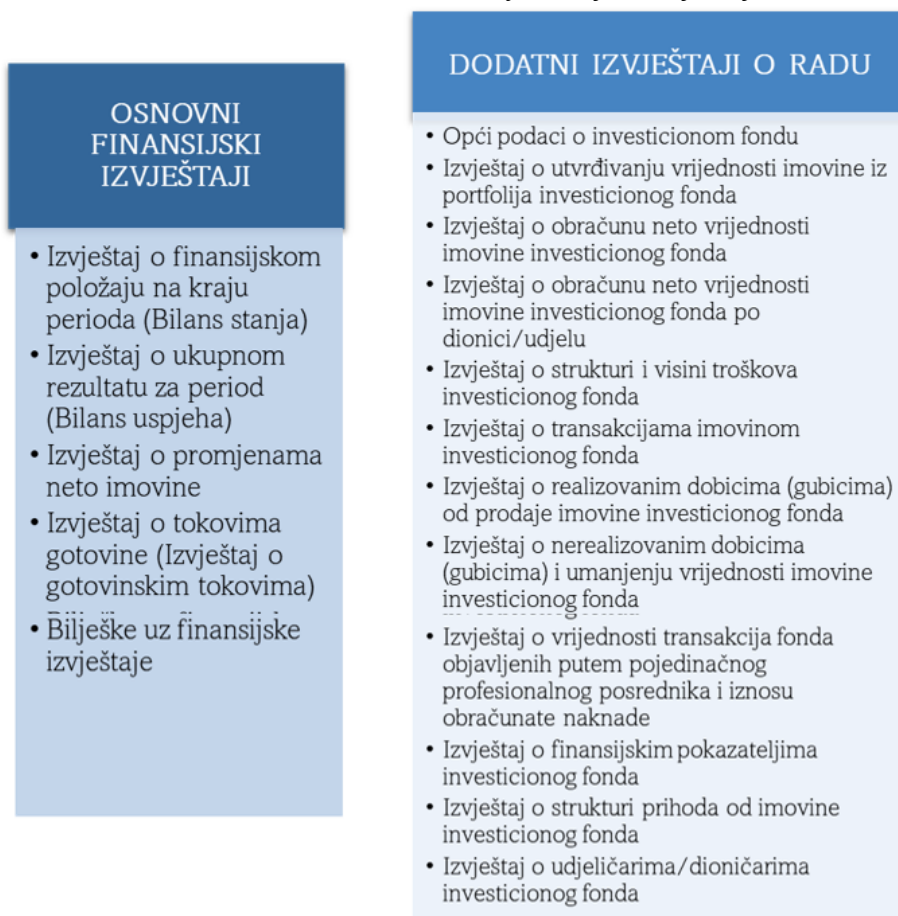 OSNOVNI
FINANSIJSKI
IZVJEŠTAJI
• Izvještaj o finansijskom
položaju na kraju
perioda (Bilans stanja)
• Izvještaj o ukupnom
rezultatu za period
(Bilans uspjeha)
• Izvještaj o promjenama
neto imovine
• Izvještaj o tokovima
gotovine (Izvještaj o
gotovinskim tokovima)
• Bilješke uz finansijske
izvještaje
DODATNI IZVJEŠTAJI O RADU
• Opći podaci o investicionom fondu
• Izvještaj o utvrđivanju vrijednosti imovine iz
portfolija investicionog fonda
• Izvještaj o obračunu neto vrijednosti
imovine investicionog fonda
• Izvještaj o obračunu neto vrijednosti
imovine investicionog fonda po
dionici/udjelu
• Izvještaj o strukturi i visini troškova
investicionog fonda
• Izvještaj o transakcijama imovinom
investicionog fonda
• Izvještaj o realizovanim dobicima (gubicima)
od prodaje imovine investicionog fonda
• Izvještaj o nerealizovanim dobicima
(gubicima) i umanjenju vrijednosti imovine
investicionog fonda
• Izvještaj o vrijednosti transakcija fonda
objavljenih putem pojedinačnog
profesionalnog posrednika i iznosu
obračunate naknade
• Izvještaj o finansijskim pokazateljima
investicionog fonda
• Izvještaj o strukturi prihoda od imovine
investicionog fonda
• Izvještaj o udjeličarima/dioničarima
investicionog fonda